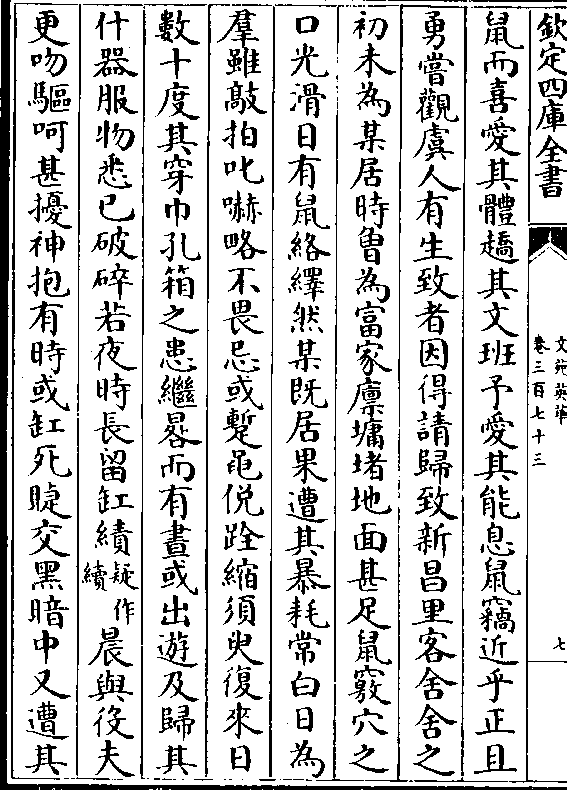 欽定四庫全書
文苑英華
卷三百七十三
七
鼠而喜愛其體趫其文班予愛其能息鼠竊近乎正且
勇嘗觀虞人有生致者因得請歸致新昌里客舍舍之
初未為某居時曾為富家廪墉堵地面甚足鼠竅穴之
口光滑日有鼠絡繹然某既居果遭其暴耗常白日為
羣雖敲拍叱嚇略不畏忌或蹔黽俛跧縮須臾復來日
數十度其穿巾孔箱之患繼晷而有晝或出遊及歸其
什器服物悉已破碎若夜時長留缸續疑作續晨與役夫
更吻驅呵甚擾神抱有時或缸死睫交黑暗中又遭其